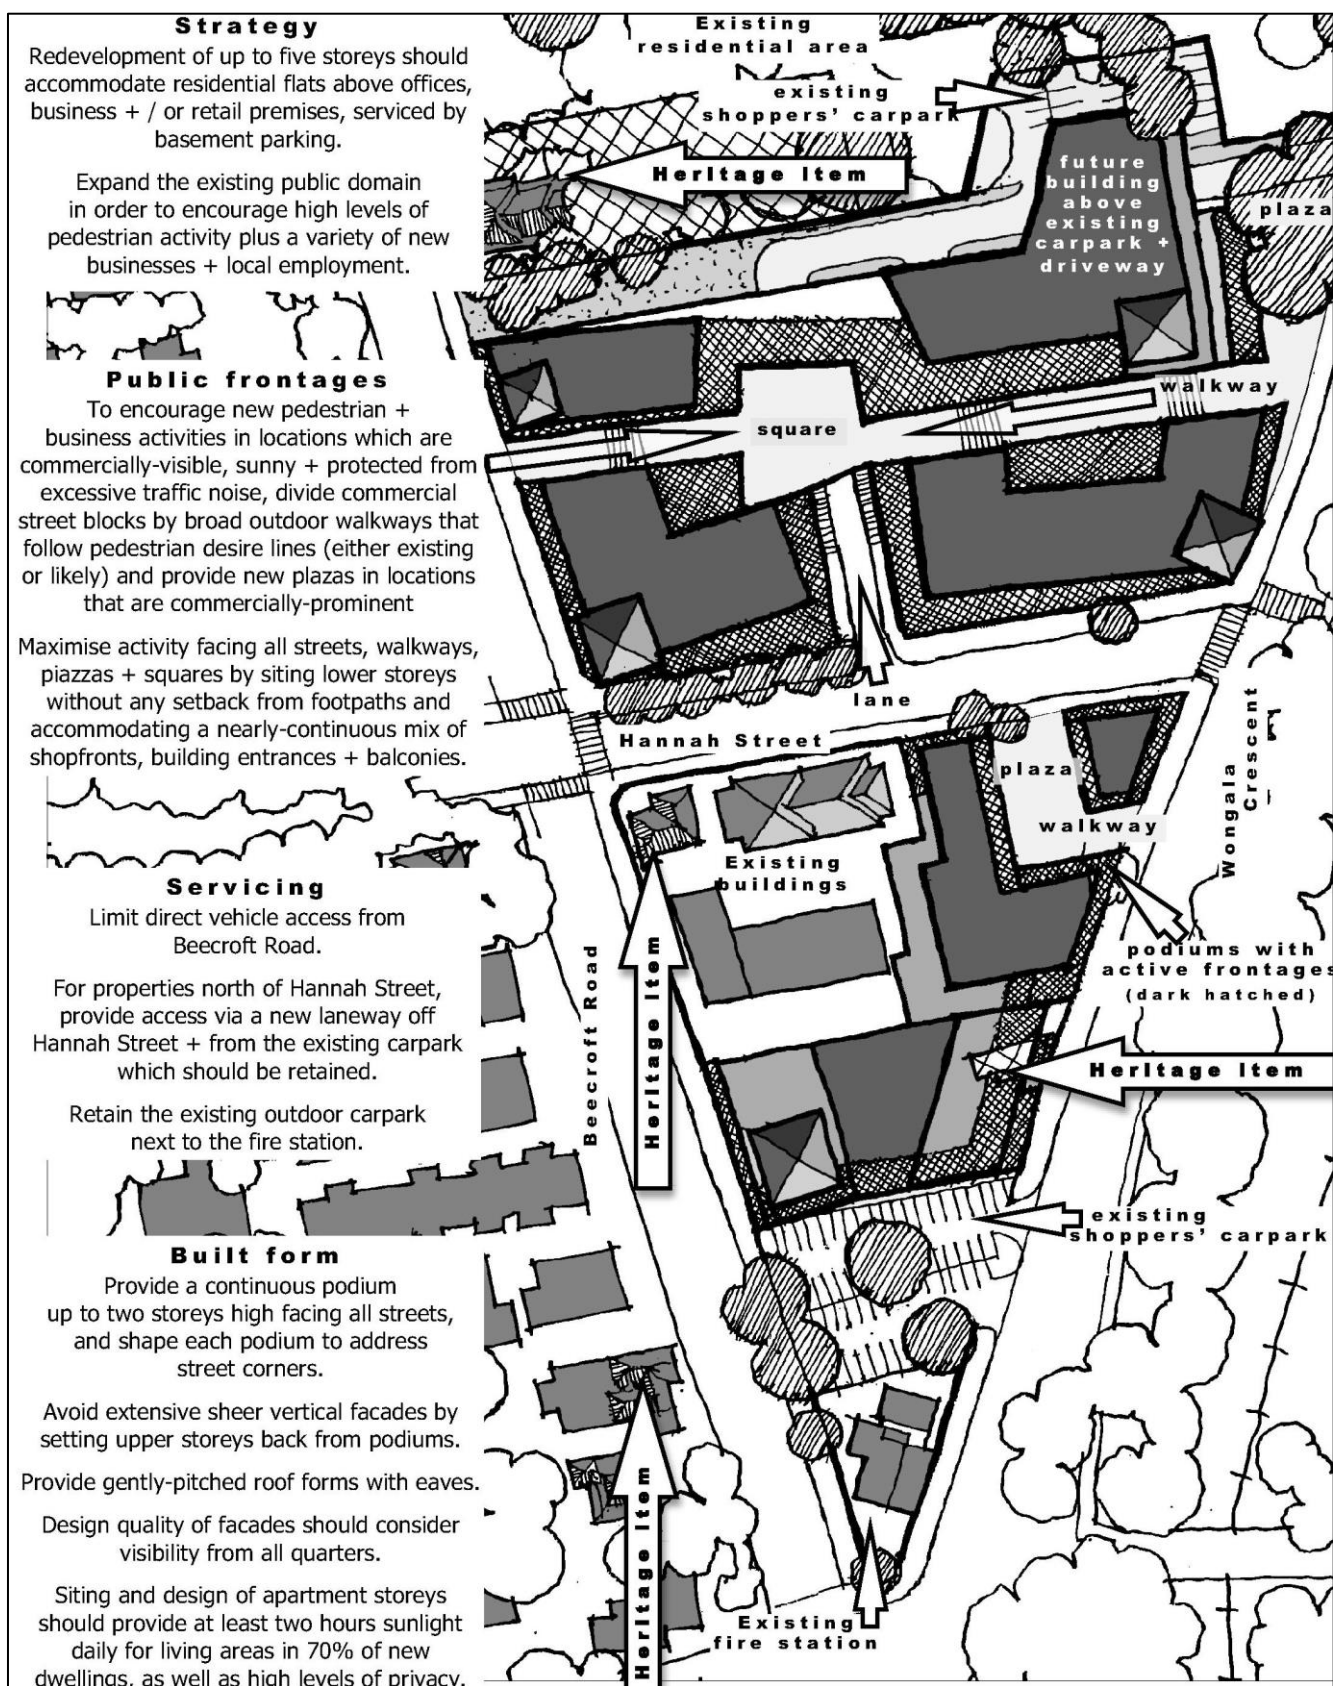 Strategy
Redevelopment of up to five storeys should
accommodate residential flats above offices,
business + / or retail premises, serviced by
basement parking.
Expand the existing public domain
in order to encourage high levels of
pedestrian activity plus a variety of new
businesses + local employment.
Public frontages
To encourage new pedestrian +
business activities in locations which are
commercially-visible, sunny + protected from
excessive traffic noise, divide commercial
street blocks by broad outdoor walkways that
follow pedestrian desire lines (either existing
or likely) and provide new plazas in locations
that are commercially-prominent
Maximise activity facing all streets, walkways,
piazzas + squares by siting lower storeys
without any setback from footpaths and
accommodating a nearly-continuous mix of
shopfronts, building entrances + balconies.
Servicing
Limit direct vehicle access from
Beecroft Road.
For properties north of Hannah Street,
provide access via a new laneway off
Hannah Street + from the existing carpark
which should be retained.
Retain the existing outdoor carpark
next to the fire station.
Built form
Provide a continuous podium
up to two storeys high facing all streets,
and shape each podium to address
street corners.
Avoid extensive sheer vertical facades by
setting upper storeys back from podiums.
Provide gently-pitched roof forms with eaves.
Design quality of facades should consider
visibility from all quarters.
Siting and design of apartment storeys
should provide at least two hours sunlight
daily for living areas in 70% of new
dwellings, as well as high levels of privacy.
Existing
residential area
existing
shoppers' carpark
Heritage Item
future
building
above
existing
carpark +
driveway
plaza
walkway
square
lane
Hannah Street
plaza
walkway
Wongala
Crescent
Existing
buildings
Beecroft Road
Heritage Item
podiums with
active frontages
(dark hatched)
Heritage Item
existing
shoppers' carpark
Heritage Item
Existing
fire station